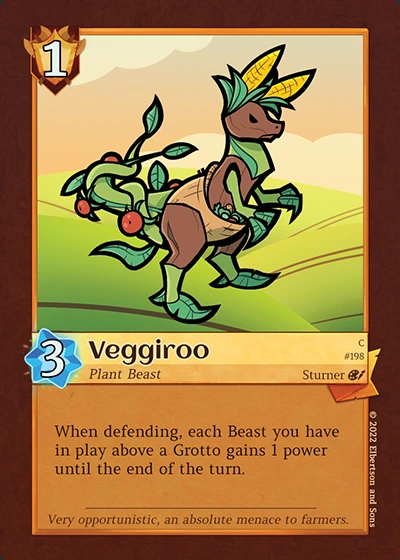 1
3
Veggiroo
C
#198
Plant Beast
Sturner
When defending, each Beast you have
in play above a Grotto gains 1 power
until the end of the turn.
Very opportunistic, an absolute menace to farmers.
© 2022 Elbertson and Sons